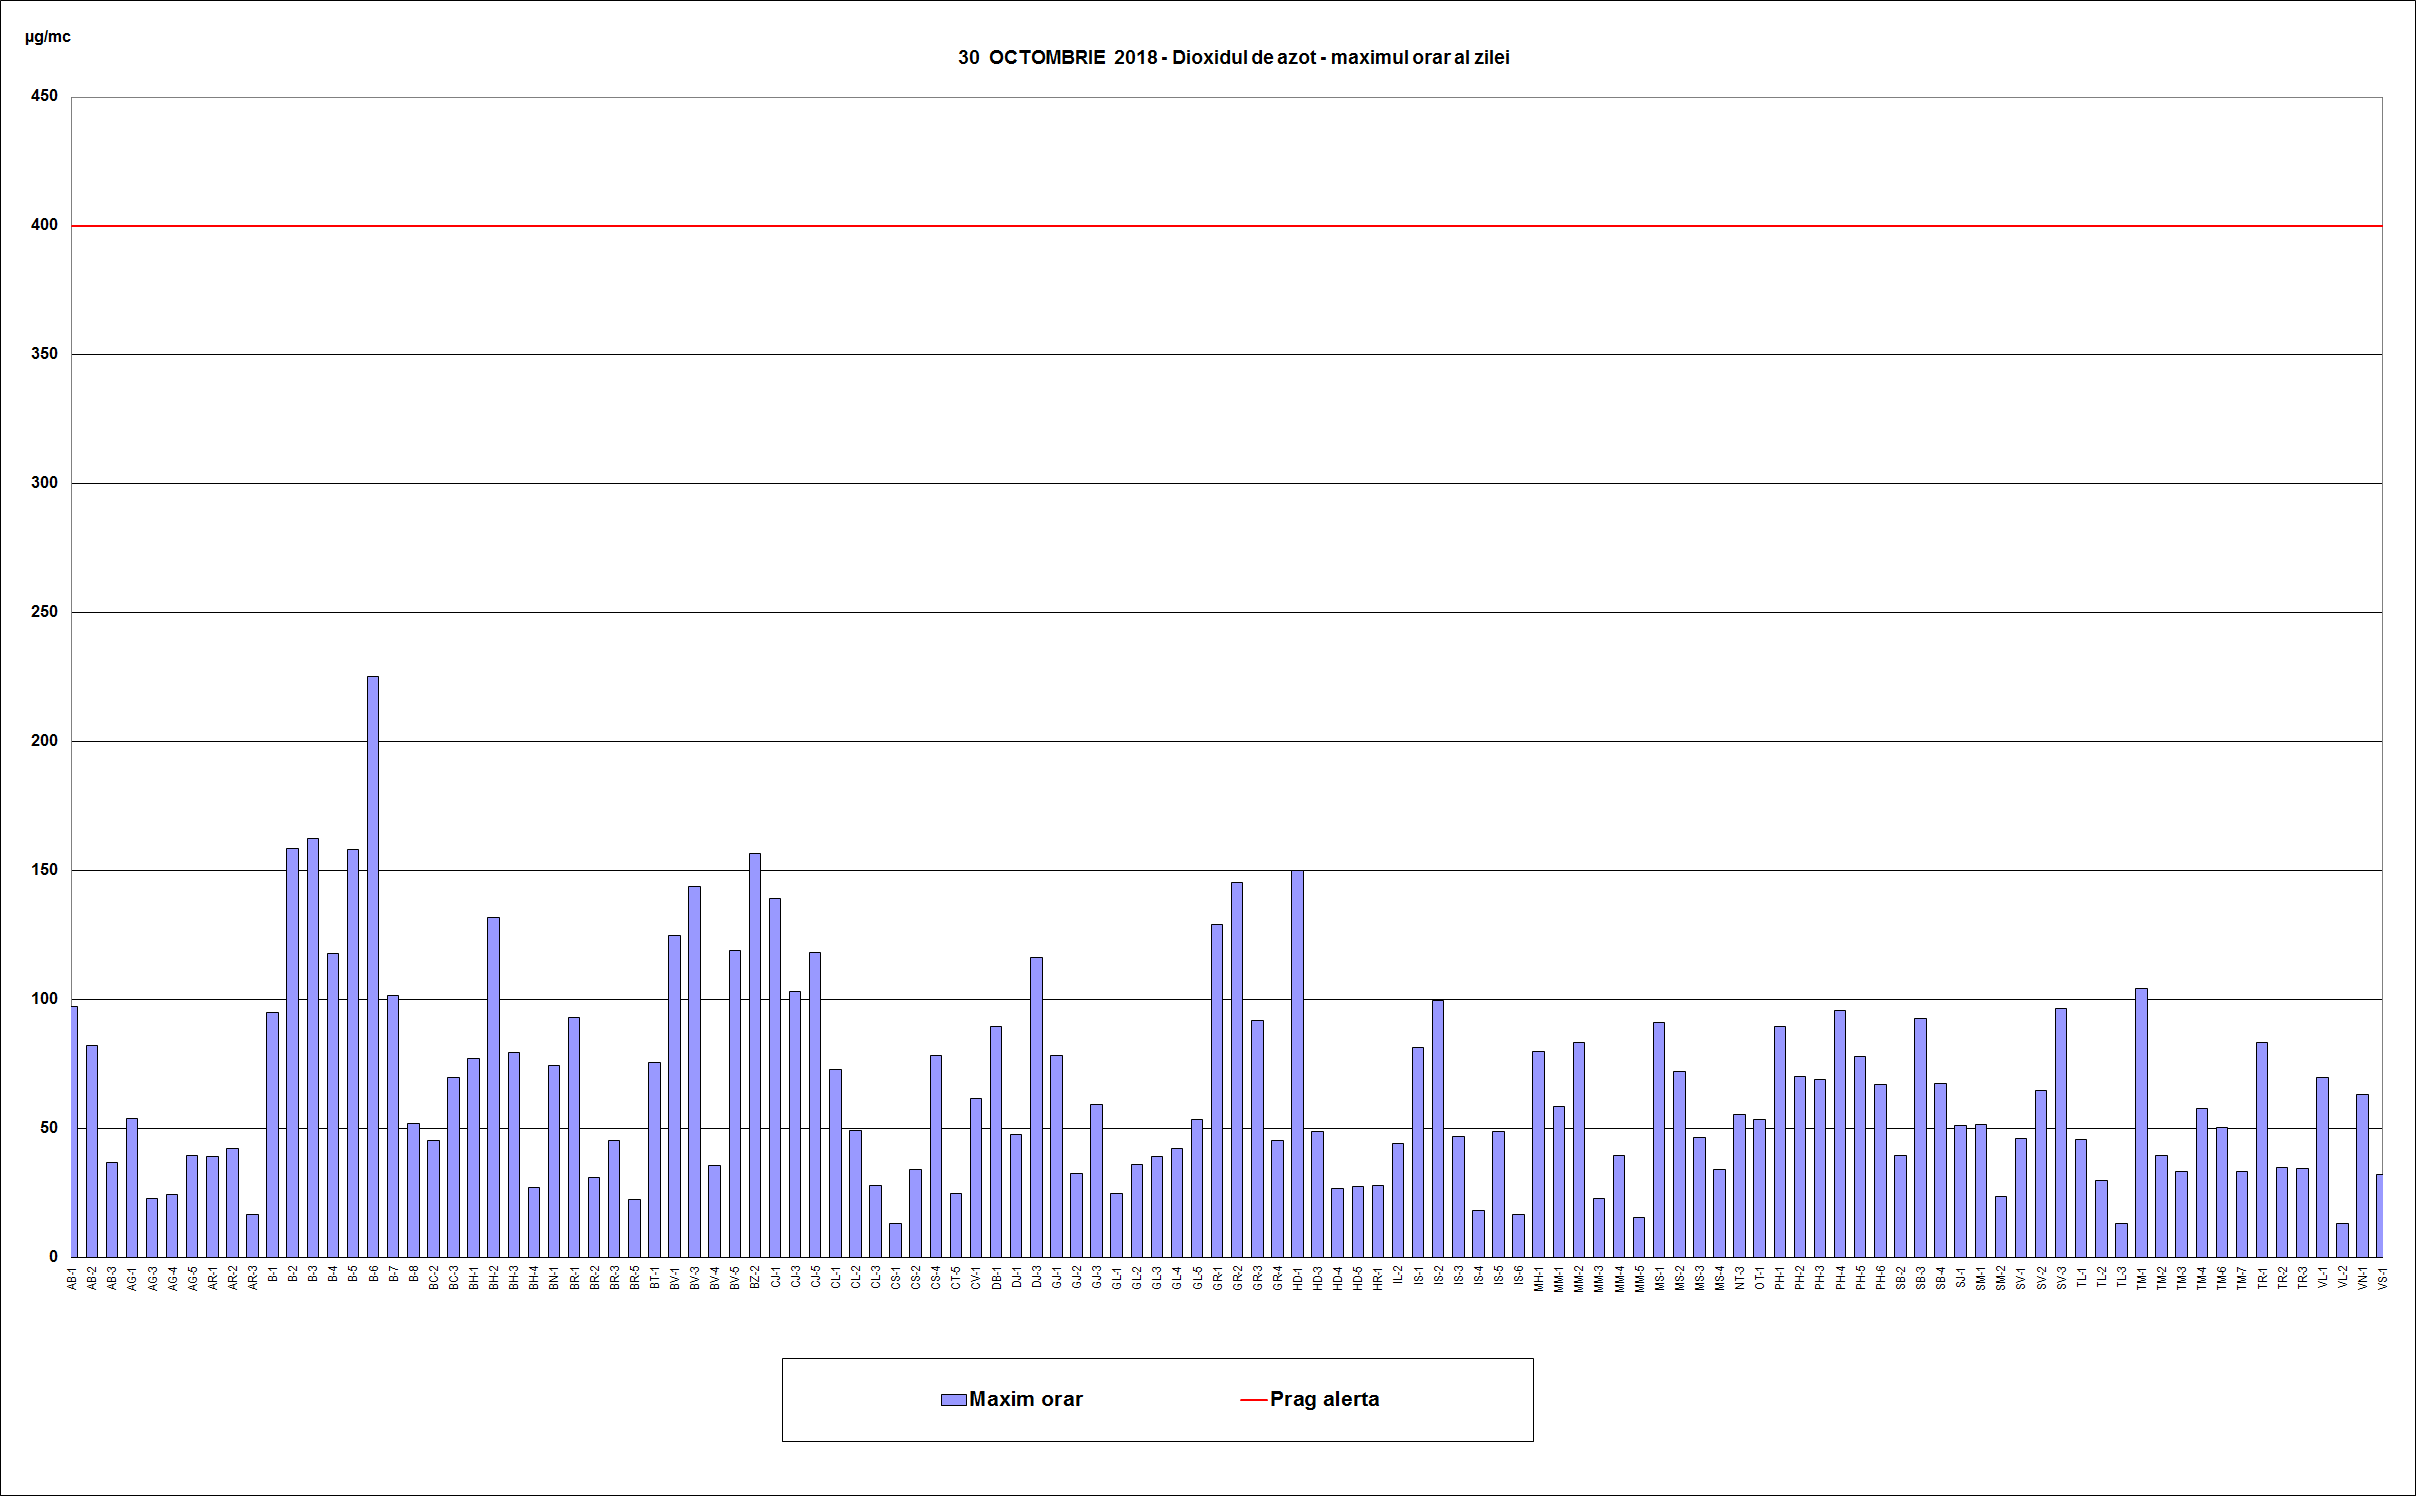 µg/mc
30 OCTOMBRIE 2018 - Dioxidul de azot - maximul orar al zilei
450
400
350
300
250
200
150
100
50
0
AB-1 AB-2 AB-3 AG-1 AG-3 AG-4 AG-5 AR-1 AR-2 AR-3 B-1 B-2 B-3 B-4 B-5 B-6 B-7 B-8 BC-2 BC-3 BH-1 BH-2 BH-3 BH-4 BN-1 BR-1 BR-2 BR-3 BR-5 BT-1 BV-1 BV-3 BV-4 BV-5 BZ-2 CJ-1 CJ-3 CJ-5 CL-1 CL-2 CL-3 CS-1 CS-2 CS-4 CT-5 CV-1 DB-1 DJ-1 DJ-3 GJ-1 GJ-2 GJ-3 GL-1 GL-2 GL-3 GL-4 GL-5 GR-1 GR-2 GR-3 GR-4 HD-1 HD-3 HD-4 HD-5 HR-1 IL-2 IS-1 IS-2 IS-3 IS-4 IS-5 IS-6 MH-1 MM-1 MM-2 MM-3 MM-4 MM-5 MS-1 MS-2 MS-3 MS-4 NT-3 OT-1 PH-1 PH-2 PH-3 PH-4 PH-5 PH-6 SB-2 SB-3 SB-4 SJ-1 SM-1 SM-2 SV-1 SV-2 SV-3 TL-1 TL-2 TL-3 TM-1 TM-2 TM-3 TM-4 TM-6 TM-7 TR-1 TR-2 TR-3 VL-1 VL-2 VN-1 VS-1
Maxim orar Prag alerta